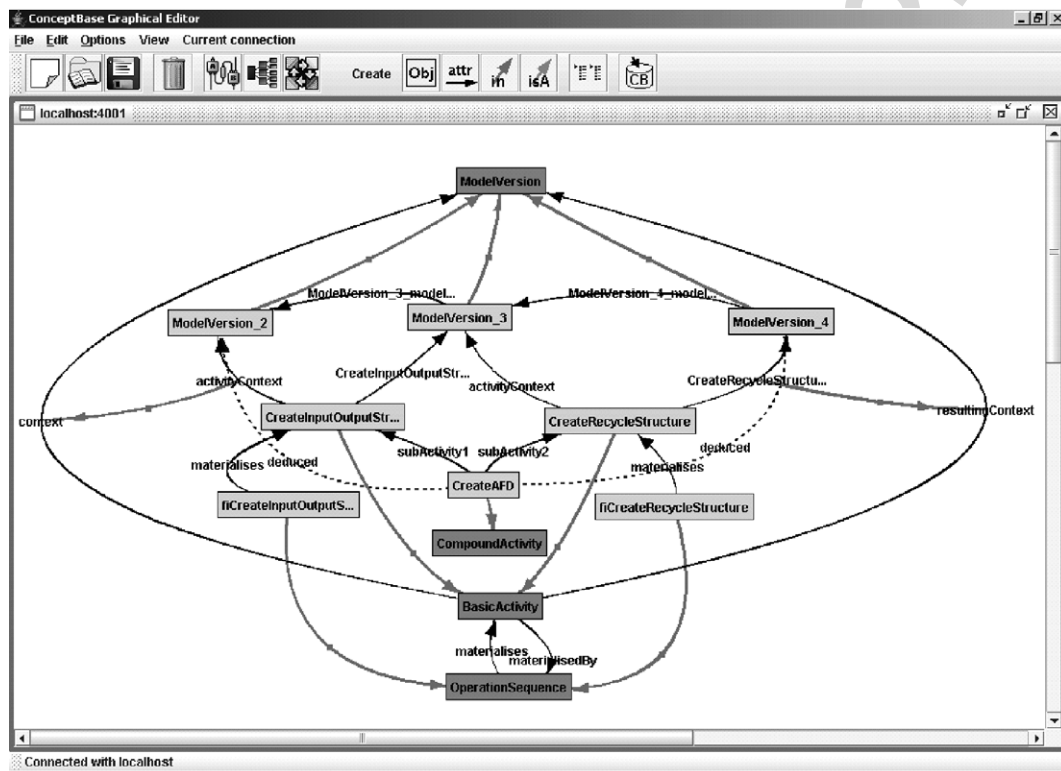 ConceptBase Graphical Editor
File Edit Options View Current connection
Create Obj attr in isA CB
localhost:4001
ModelVersion
ModelVersion_3_model... ModelVersion_4_model...
ModelVersion_2 ModelVersion_3 ModelVersion_4
CreateInputOutputStr... CreateRecycleStructu...
activityContext activityContext
context CreateInputOutputStr... CreateRecycleStructure resultingContext
subActivity1 subActivity2 deduced
materialises deduced materialises
CreateAFD
fiCreateInputOutputS... fiCreateRecycleStructure
CompoundActivity
BasicActivity
materialises materialisedBy
OperationSequence
Connected with localhost